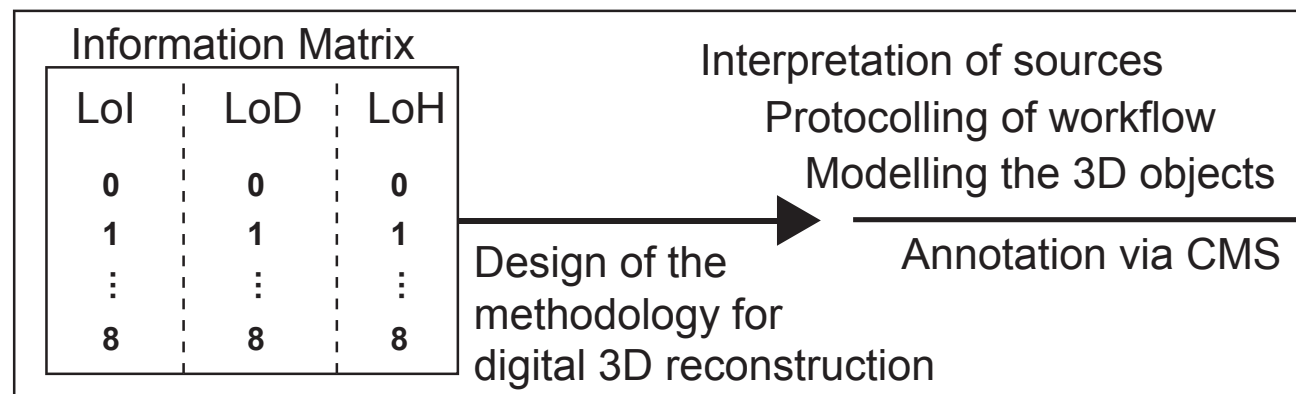 Information Matrix
LoI LoD LoH
0 0 0
1 1 1
⋮ ⋮ ⋮
8 8 8
Design of the
methodology for
digital 3D reconstruction
Interpretation of sources
Protocolling of workflow
Modelling the 3D objects
Annotation via CMS